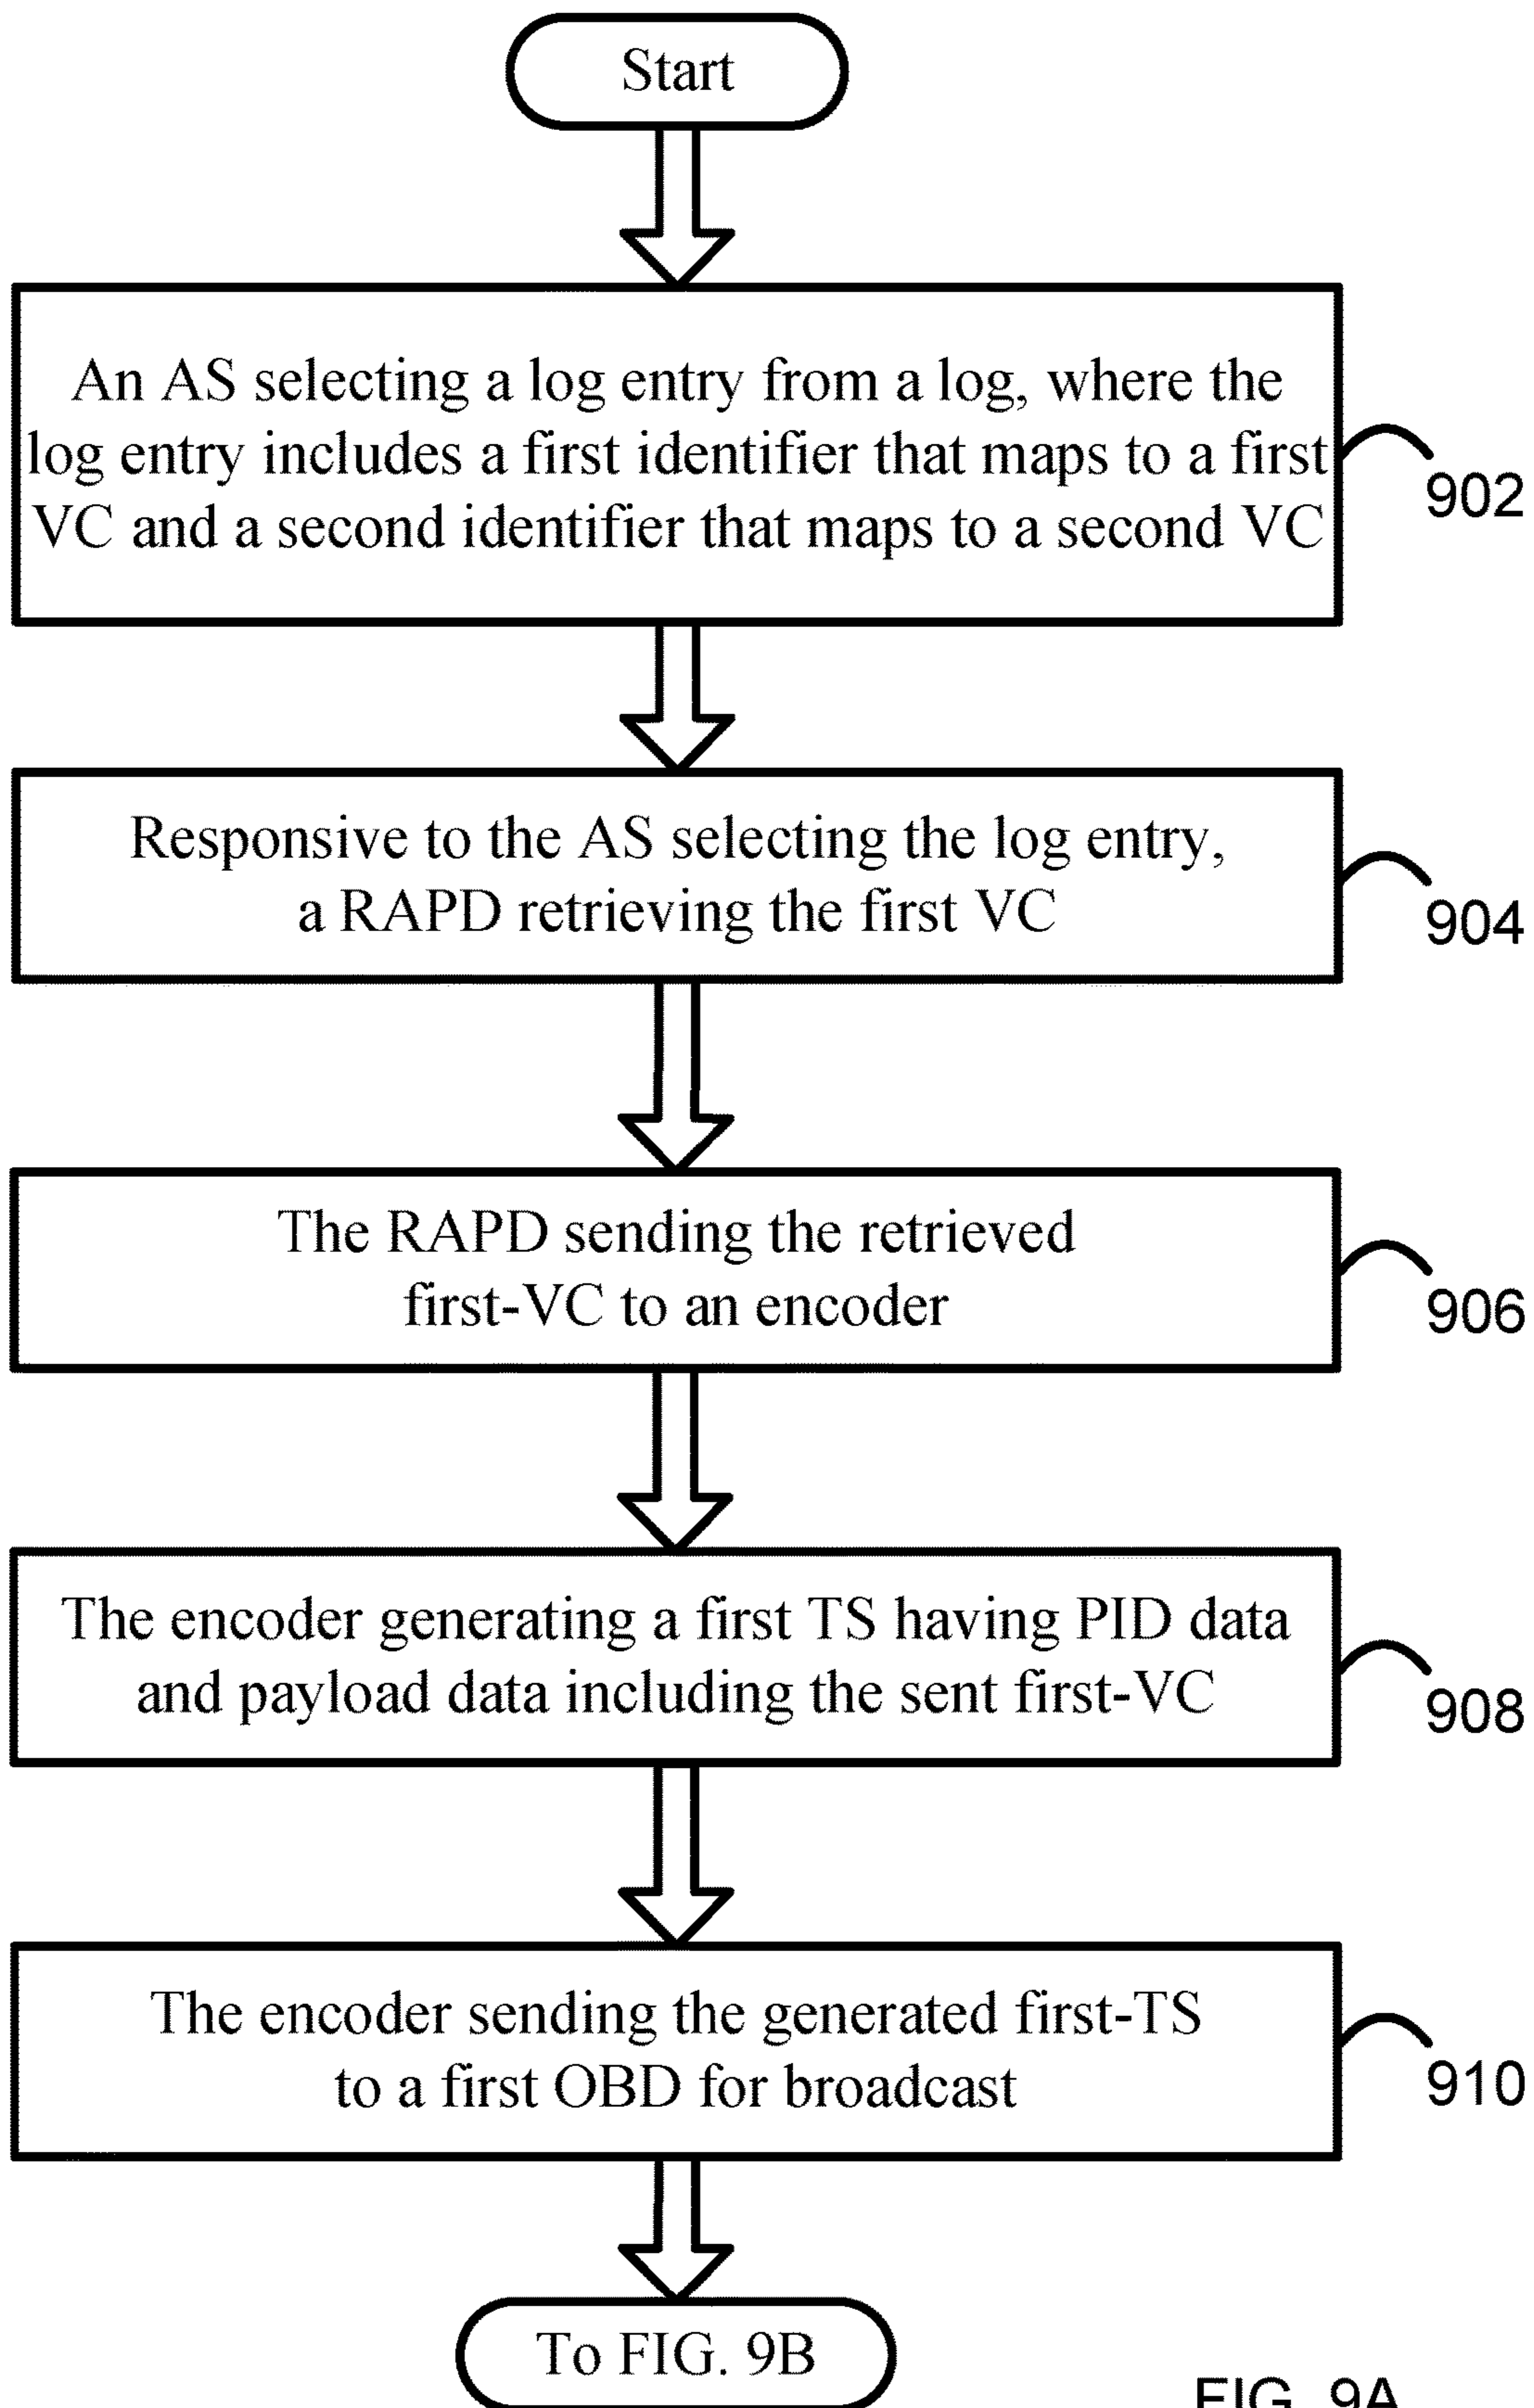 Start
An AS selecting a log entry from a log, where the
log entry includes a first identifier that maps to a first
VC and a second identifier that maps to a second VC
902
Responsive to the AS selecting the log entry,
a RAPD retrieving the first VC
904
The RAPD sending the retrieved
first-VC to an encoder
906
The encoder generating a first TS having PID data
and payload data including the sent first-VC
908
The encoder sending the generated first-TS
to a first OBD for broadcast
910
To FIG. 9B
FIG. 9A